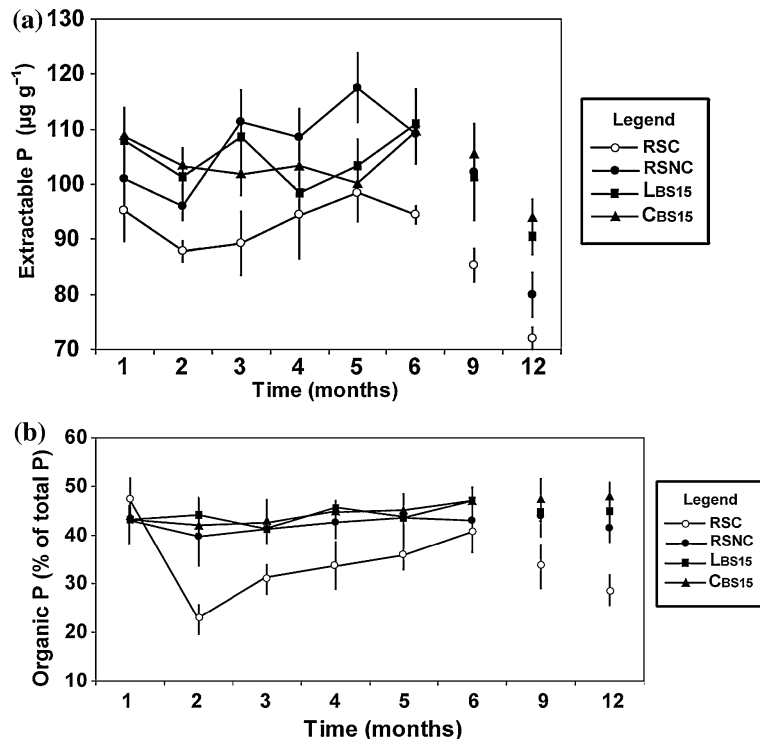 (a)
130
120
110
100
90
80
70
Extractable P (µg g⁻¹)
1 2 3 4 5 6 9 12
Time (months)
Legend
RSC
RSNC
LBS15
CBS15
(b)
60
50
40
30
20
10
Organic P (% of total P)
1 2 3 4 5 6 9 12
Time (months)
Legend
RSC
RSNC
LBS15
CBS15